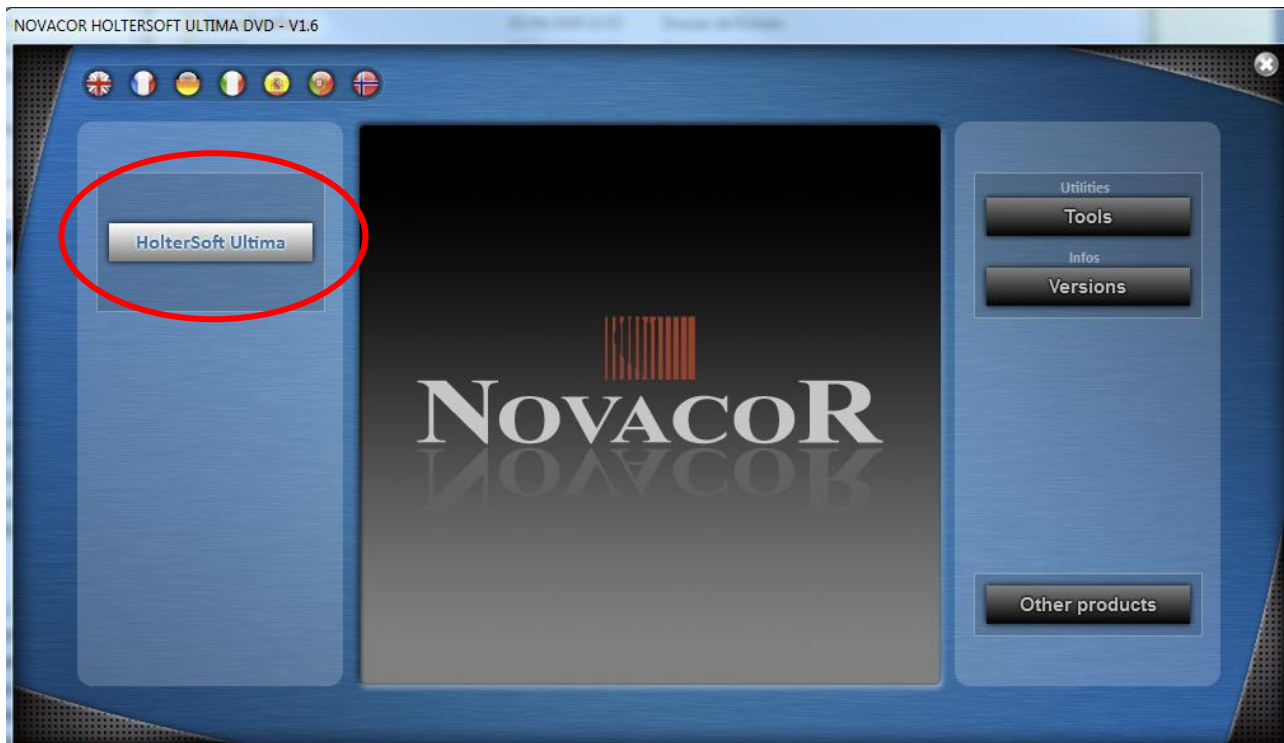 NOVACOR HOLTERSOFT ULTIMA DVD - V1.6
HolterSoft Ultima
NOVACOR
Utilities
Tools
Infos
Versions
Other products